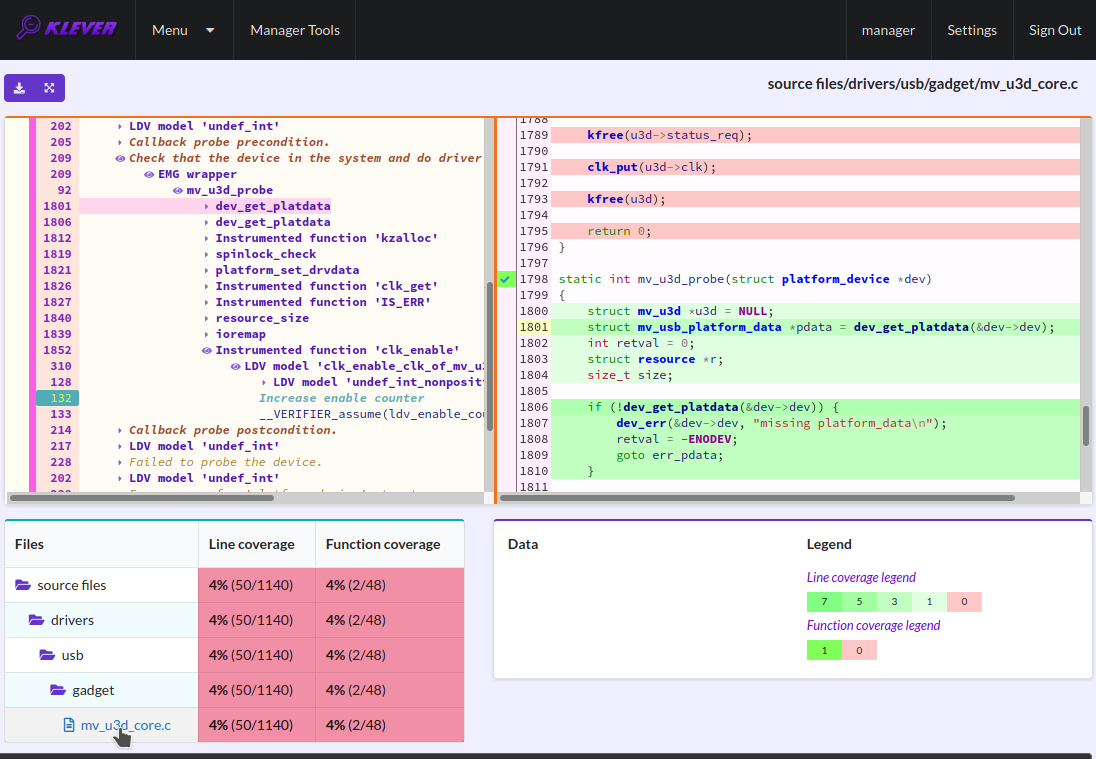 KLEVER Menu Manager Tools manager Settings Sign Out
source files/drivers/usb/gadget/mv_u3d_core.c
202 LDV model 'undef_int'
205 Callback probe precondition.
209 Check that the device in the system and do driver
209 EMG wrapper
92 mv_u3d_probe
1801 dev_get_platdata
1806 dev_get_platdata
1812 Instrumented function 'kzalloc'
1819 spinlock_check
1821 platform_set_drvdata
1826 Instrumented function 'clk_get'
1827 Instrumented function 'IS_ERR'
1840 resource_size
1839 ioremap
1852 Instrumented function 'clk_enable'
310 LDV model 'clk_enable_clk_of_mv_u3
128 LDV model 'undef_int_nonposit
132 Increase enable counter
133 __VERIFIER_assume(ldv_enable_cou
214 Callback probe postcondition.
217 LDV model 'undef_int'
228 Failed to probe the device.
202 LDV model 'undef_int'
1788
1789 kfree(u3d->status_req);
1790
1791 clk_put(u3d->clk);
1792
1793 kfree(u3d);
1794
1795 return 0;
1796 }
1797
1798 static int mv_u3d_probe(struct platform_device *dev)
1799 {
1800 struct mv_u3d *u3d = NULL;
1801 struct mv_usb_platform_data *pdata = dev_get_platdata(&dev->dev);
1802 int retval = 0;
1803 struct resource *r;
1804 size_t size;
1805
1806 if (!dev_get_platdata(&dev->dev)) {
1807 dev_err(&dev->dev, "missing platform_data\n");
1808 retval = -ENODEV;
1809 goto err_pdata;
1810 }
1811
Files Line coverage Function coverage
source files 4% (50/1140) 4% (2/48)
drivers 4% (50/1140) 4% (2/48)
usb 4% (50/1140) 4% (2/48)
gadget 4% (50/1140) 4% (2/48)
mv_u3d_core.c 4% (50/1140) 4% (2/48)
Data Legend
Line coverage legend
7 5 3 1 0
Function coverage legend
1 0